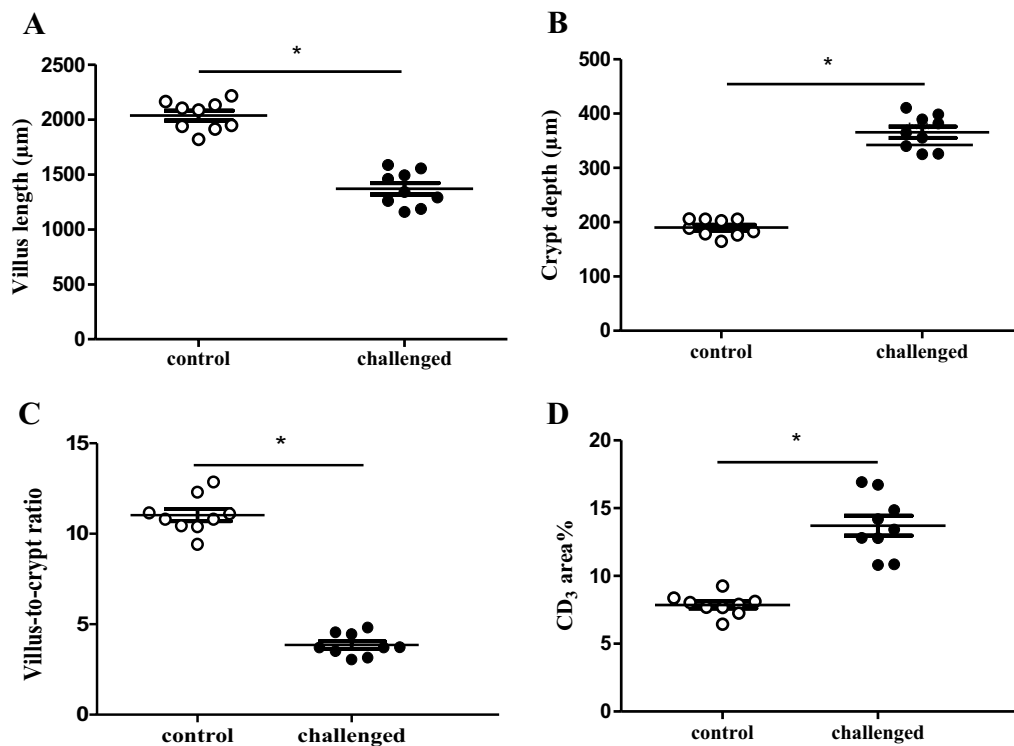 A
*
Villus length (µm)
2500
2000
1500
1000
500
0
control challenged
B
*
Crypt depth (µm)
500
400
300
200
100
0
control challenged
C
*
Villus-to-crypt ratio
15
10
5
0
control challenged
D
*
CD3 area%
20
15
10
5
0
control challenged